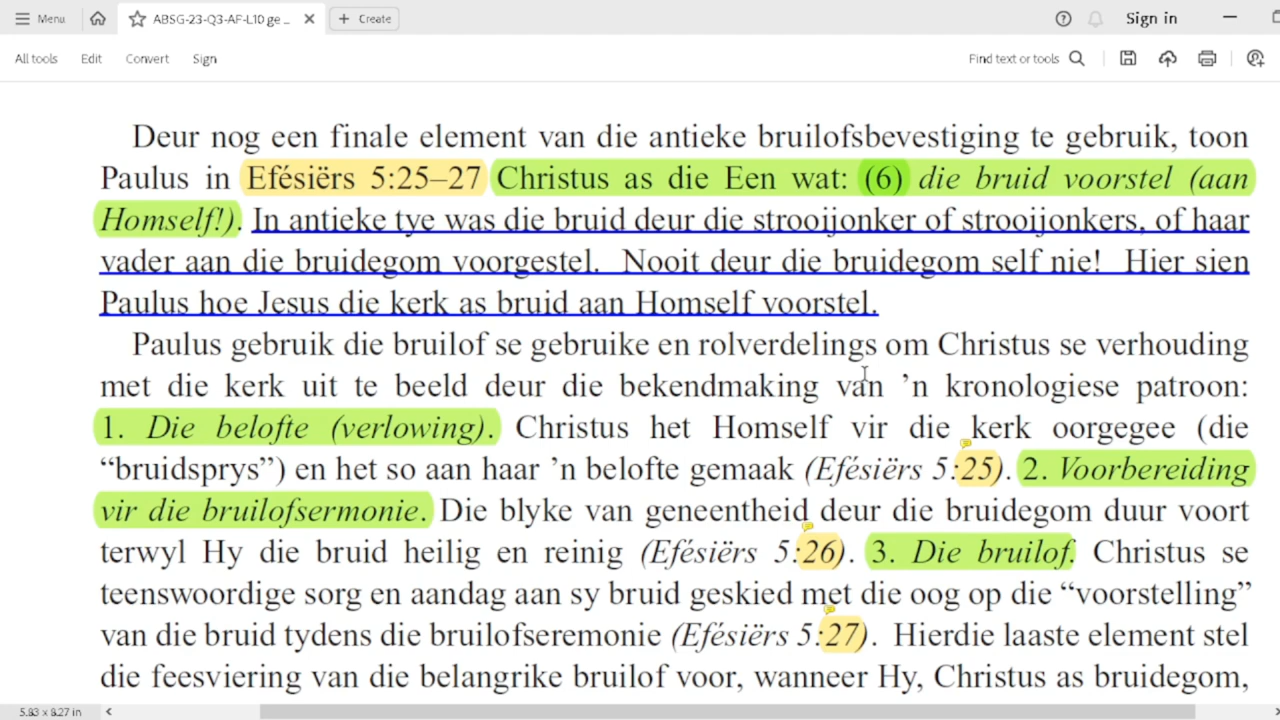 Menu
ABSG-23-Q3-AF-L10 ge ...
Create
Sign in
All tools Edit Convert Sign
Find text or tools
Deur nog een finale element van die antieke bruilofsbevestiging te gebruik, toon
Paulus in Efésiërs 5:25–27 Christus as die Een wat: (6) die bruid voorstel (aan
Homself!). In antieke tye was die bruid deur die strooijonker of strooijonkers, of haar
vader aan die bruidegom voorgestel. Nooit deur die bruidegom self nie! Hier sien
Paulus hoe Jesus die kerk as bruid aan Homself voorstel.
Paulus gebruik die bruilof se gebruike en rolverdelings om Christus se verhouding
met die kerk uit te beeld deur die bekendmaking van ’n kronologiese patroon:
1. Die belofte (verlowing). Christus het Homself vir die kerk oorgegee (die
“bruidsprys”) en het so aan haar ’n belofte gemaak (Efésiërs 5:25). 2. Voorbereiding
vir die bruilofsermonie. Die blyke van geneentheid deur die bruidegom duur voort
terwyl Hy die bruid heilig en reinig (Efésiërs 5:26). 3. Die bruilof. Christus se
teenswoordige sorg en aandag aan sy bruid geskied met die oog op die “voorstelling”
van die bruid tydens die bruilofseremonie (Efésiërs 5:27). Hierdie laaste element stel
die feesviering van die belangrike bruilof voor, wanneer Hy, Christus as bruidegom,
5.83 x 8.27 in